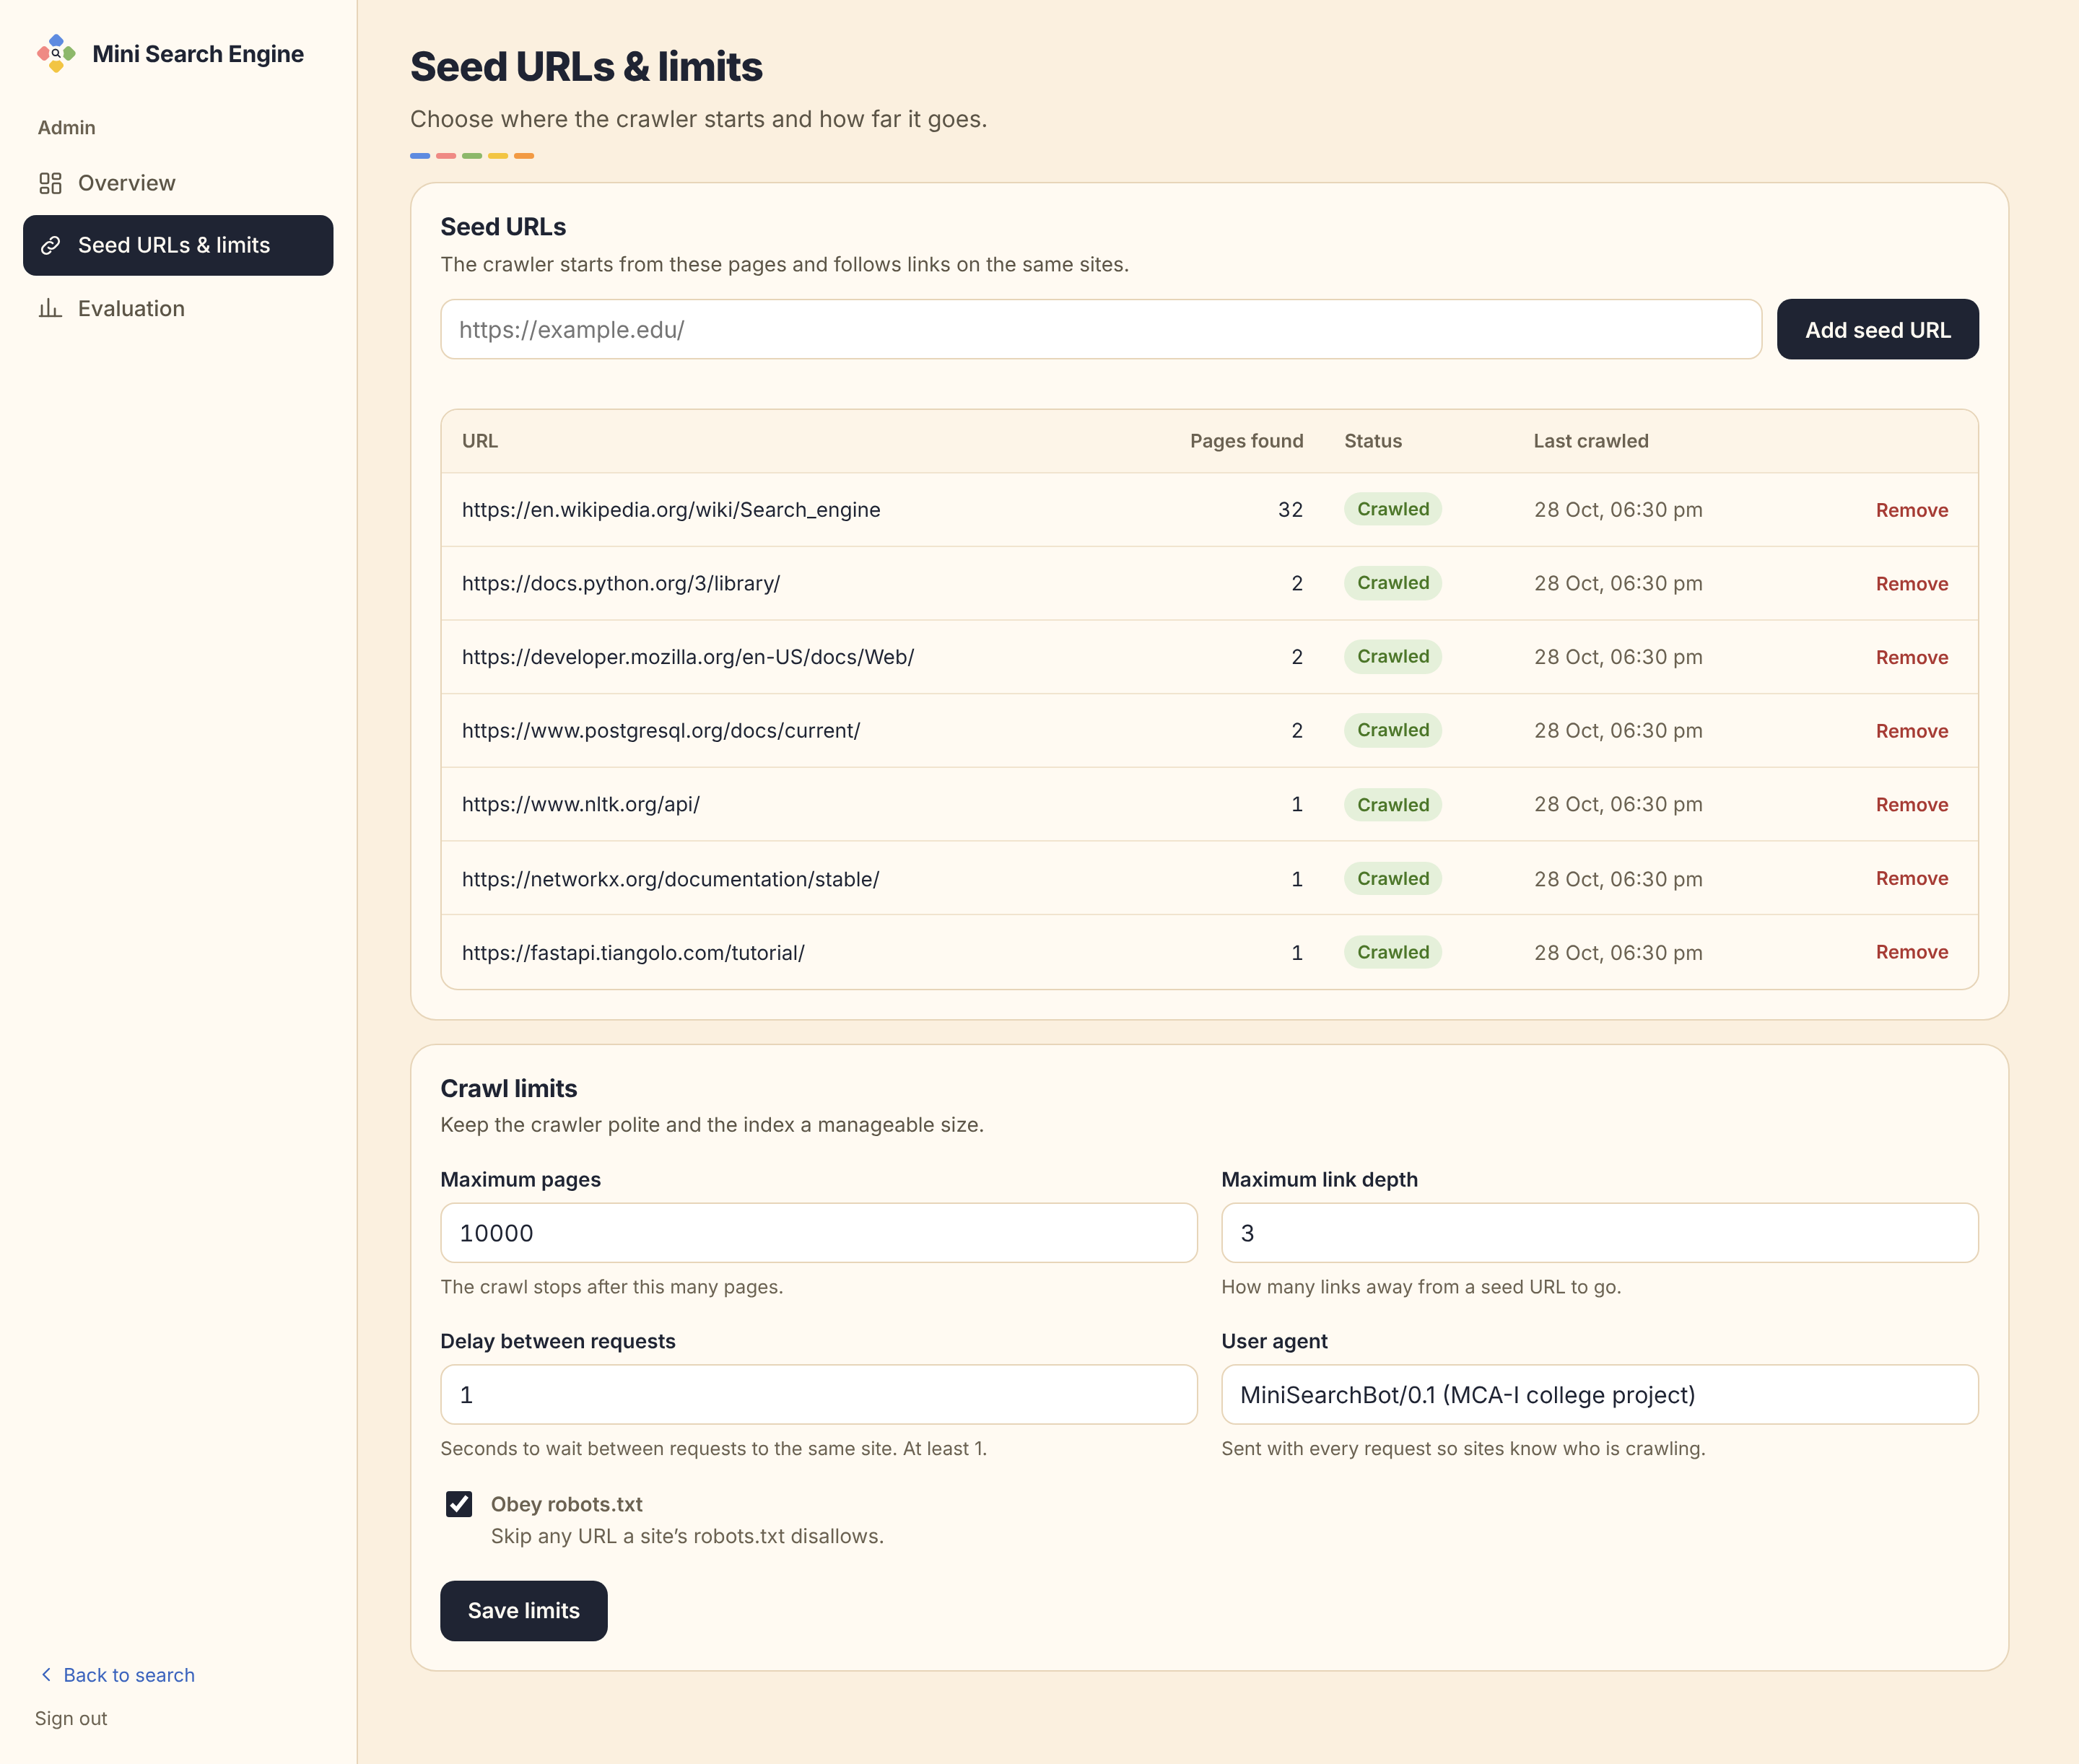 Mini Search Engine
Admin
Overview
Seed URLs & limits
Evaluation
Back to search
Sign out
Seed URLs & limits
Choose where the crawler starts and how far it goes.
Seed URLs
The crawler starts from these pages and follows links on the same sites.
https://example.edu/ Add seed URL
URL Pages found Status Last crawled
https://en.wikipedia.org/wiki/Search_engine 32 Crawled 28 Oct, 06:30 pm Remove
https://docs.python.org/3/library/ 2 Crawled 28 Oct, 06:30 pm Remove
https://developer.mozilla.org/en-US/docs/Web/ 2 Crawled 28 Oct, 06:30 pm Remove
https://www.postgresql.org/docs/current/ 2 Crawled 28 Oct, 06:30 pm Remove
https://www.nltk.org/api/ 1 Crawled 28 Oct, 06:30 pm Remove
https://networkx.org/documentation/stable/ 1 Crawled 28 Oct, 06:30 pm Remove
https://fastapi.tiangolo.com/tutorial/ 1 Crawled 28 Oct, 06:30 pm Remove
Crawl limits
Keep the crawler polite and the index a manageable size.
Maximum pages
10000
The crawl stops after this many pages.
Maximum link depth
3
How many links away from a seed URL to go.
Delay between requests
1
Seconds to wait between requests to the same site. At least 1.
User agent
MiniSearchBot/0.1 (MCA-I college project)
Sent with every request so sites know who is crawling.
Obey robots.txt
Skip any URL a site’s robots.txt disallows.
Save limits